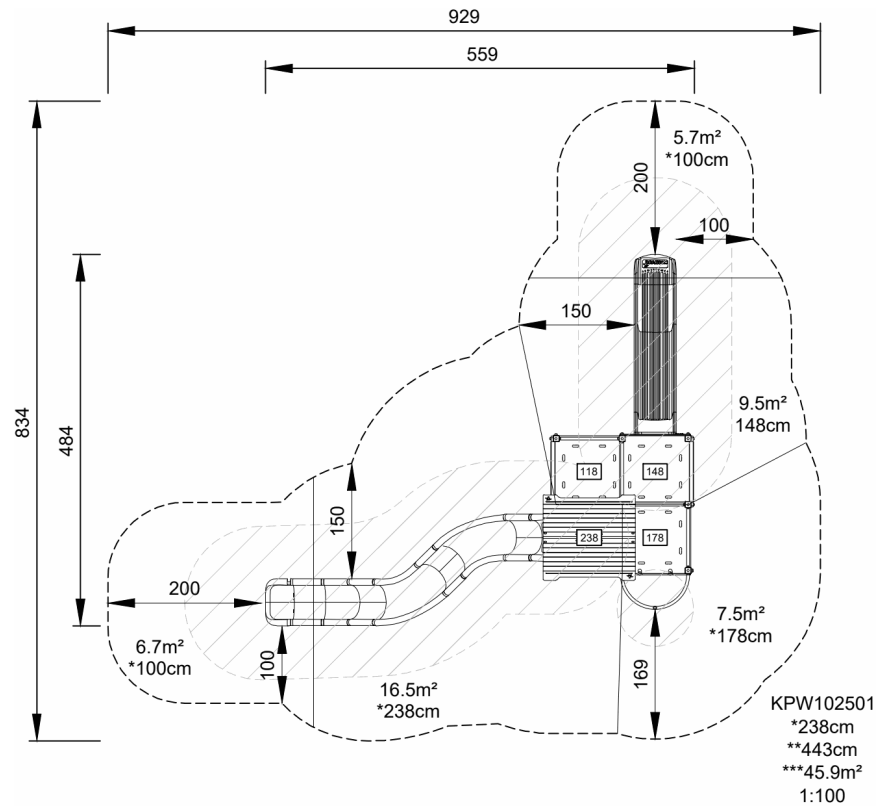 929
559
5.7m²
*100cm
200
100
150
834
484
9.5m²
148cm
118
148
150
238
178
200
6.7m²
*100cm
100
7.5m²
*178cm
169
16.5m²
*238cm
KPW102501
*238cm
**443cm
***45.9m²
1:100